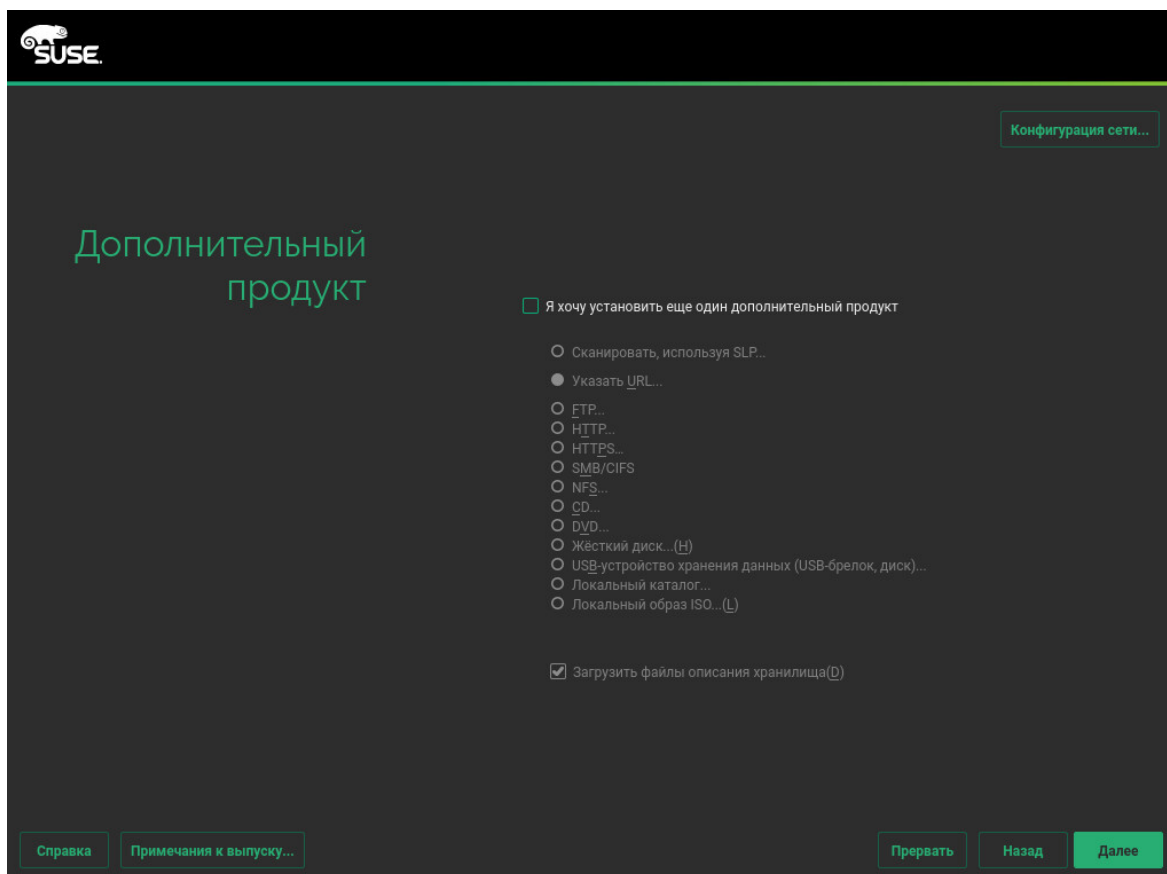 SUSE.
Конфигурация сети...
Дополнительный
продукт
Я хочу установить еще один дополнительный продукт
Сканировать, используя SLP...
Указать URL...
FTP...
HTTP...
HTTPS...
SMB/CIFS
NFS...
CD...
DVD...
Жёсткий диск...(H)
USB-устройство хранения данных (USB-брелок, диск)...
Локальный каталог...
Локальный образ ISO...(L)
Загрузить файлы описания хранилища(D)
Справка
Примечания к выпуску...
Прервать
Назад
Далее